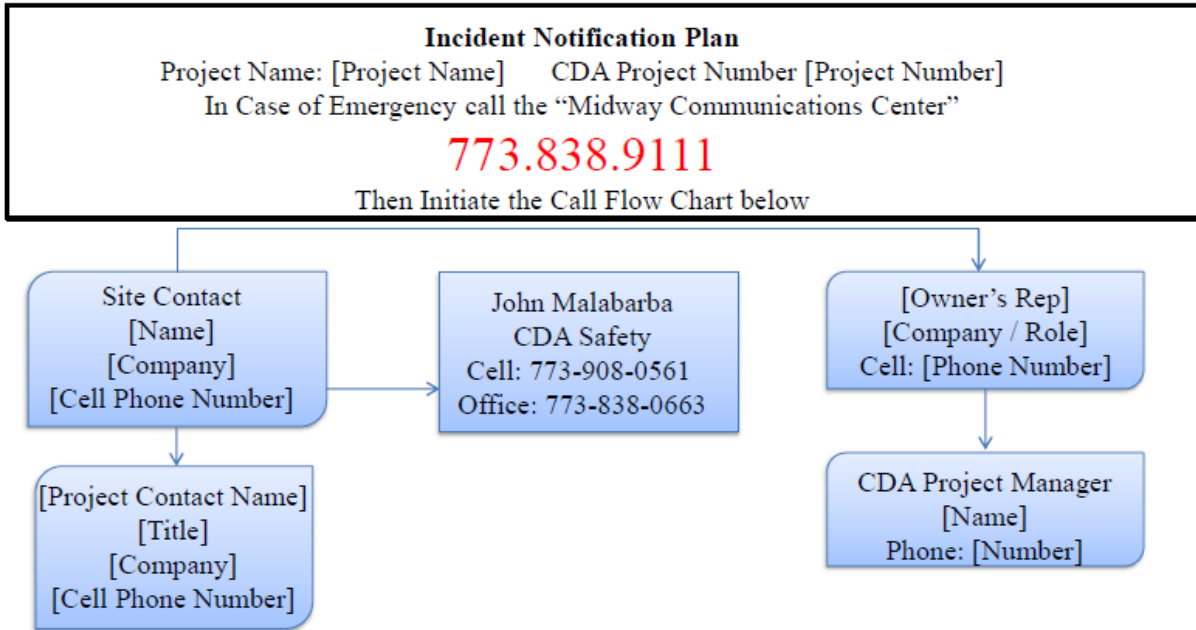 Incident Notification Plan
Project Name: [Project Name] CDA Project Number [Project Number]
In Case of Emergency call the “Midway Communications Center”
773.838.9111
Then Initiate the Call Flow Chart below
Site Contact
[Name]
[Company]
[Cell Phone Number]
John Malabarba
CDA Safety
Cell: 773-908-0561
Office: 773-838-0663
[Owner’s Rep]
[Company / Role]
Cell: [Phone Number]
[Project Contact Name]
[Title]
[Company]
[Cell Phone Number]
CDA Project Manager
[Name]
Phone: [Number]